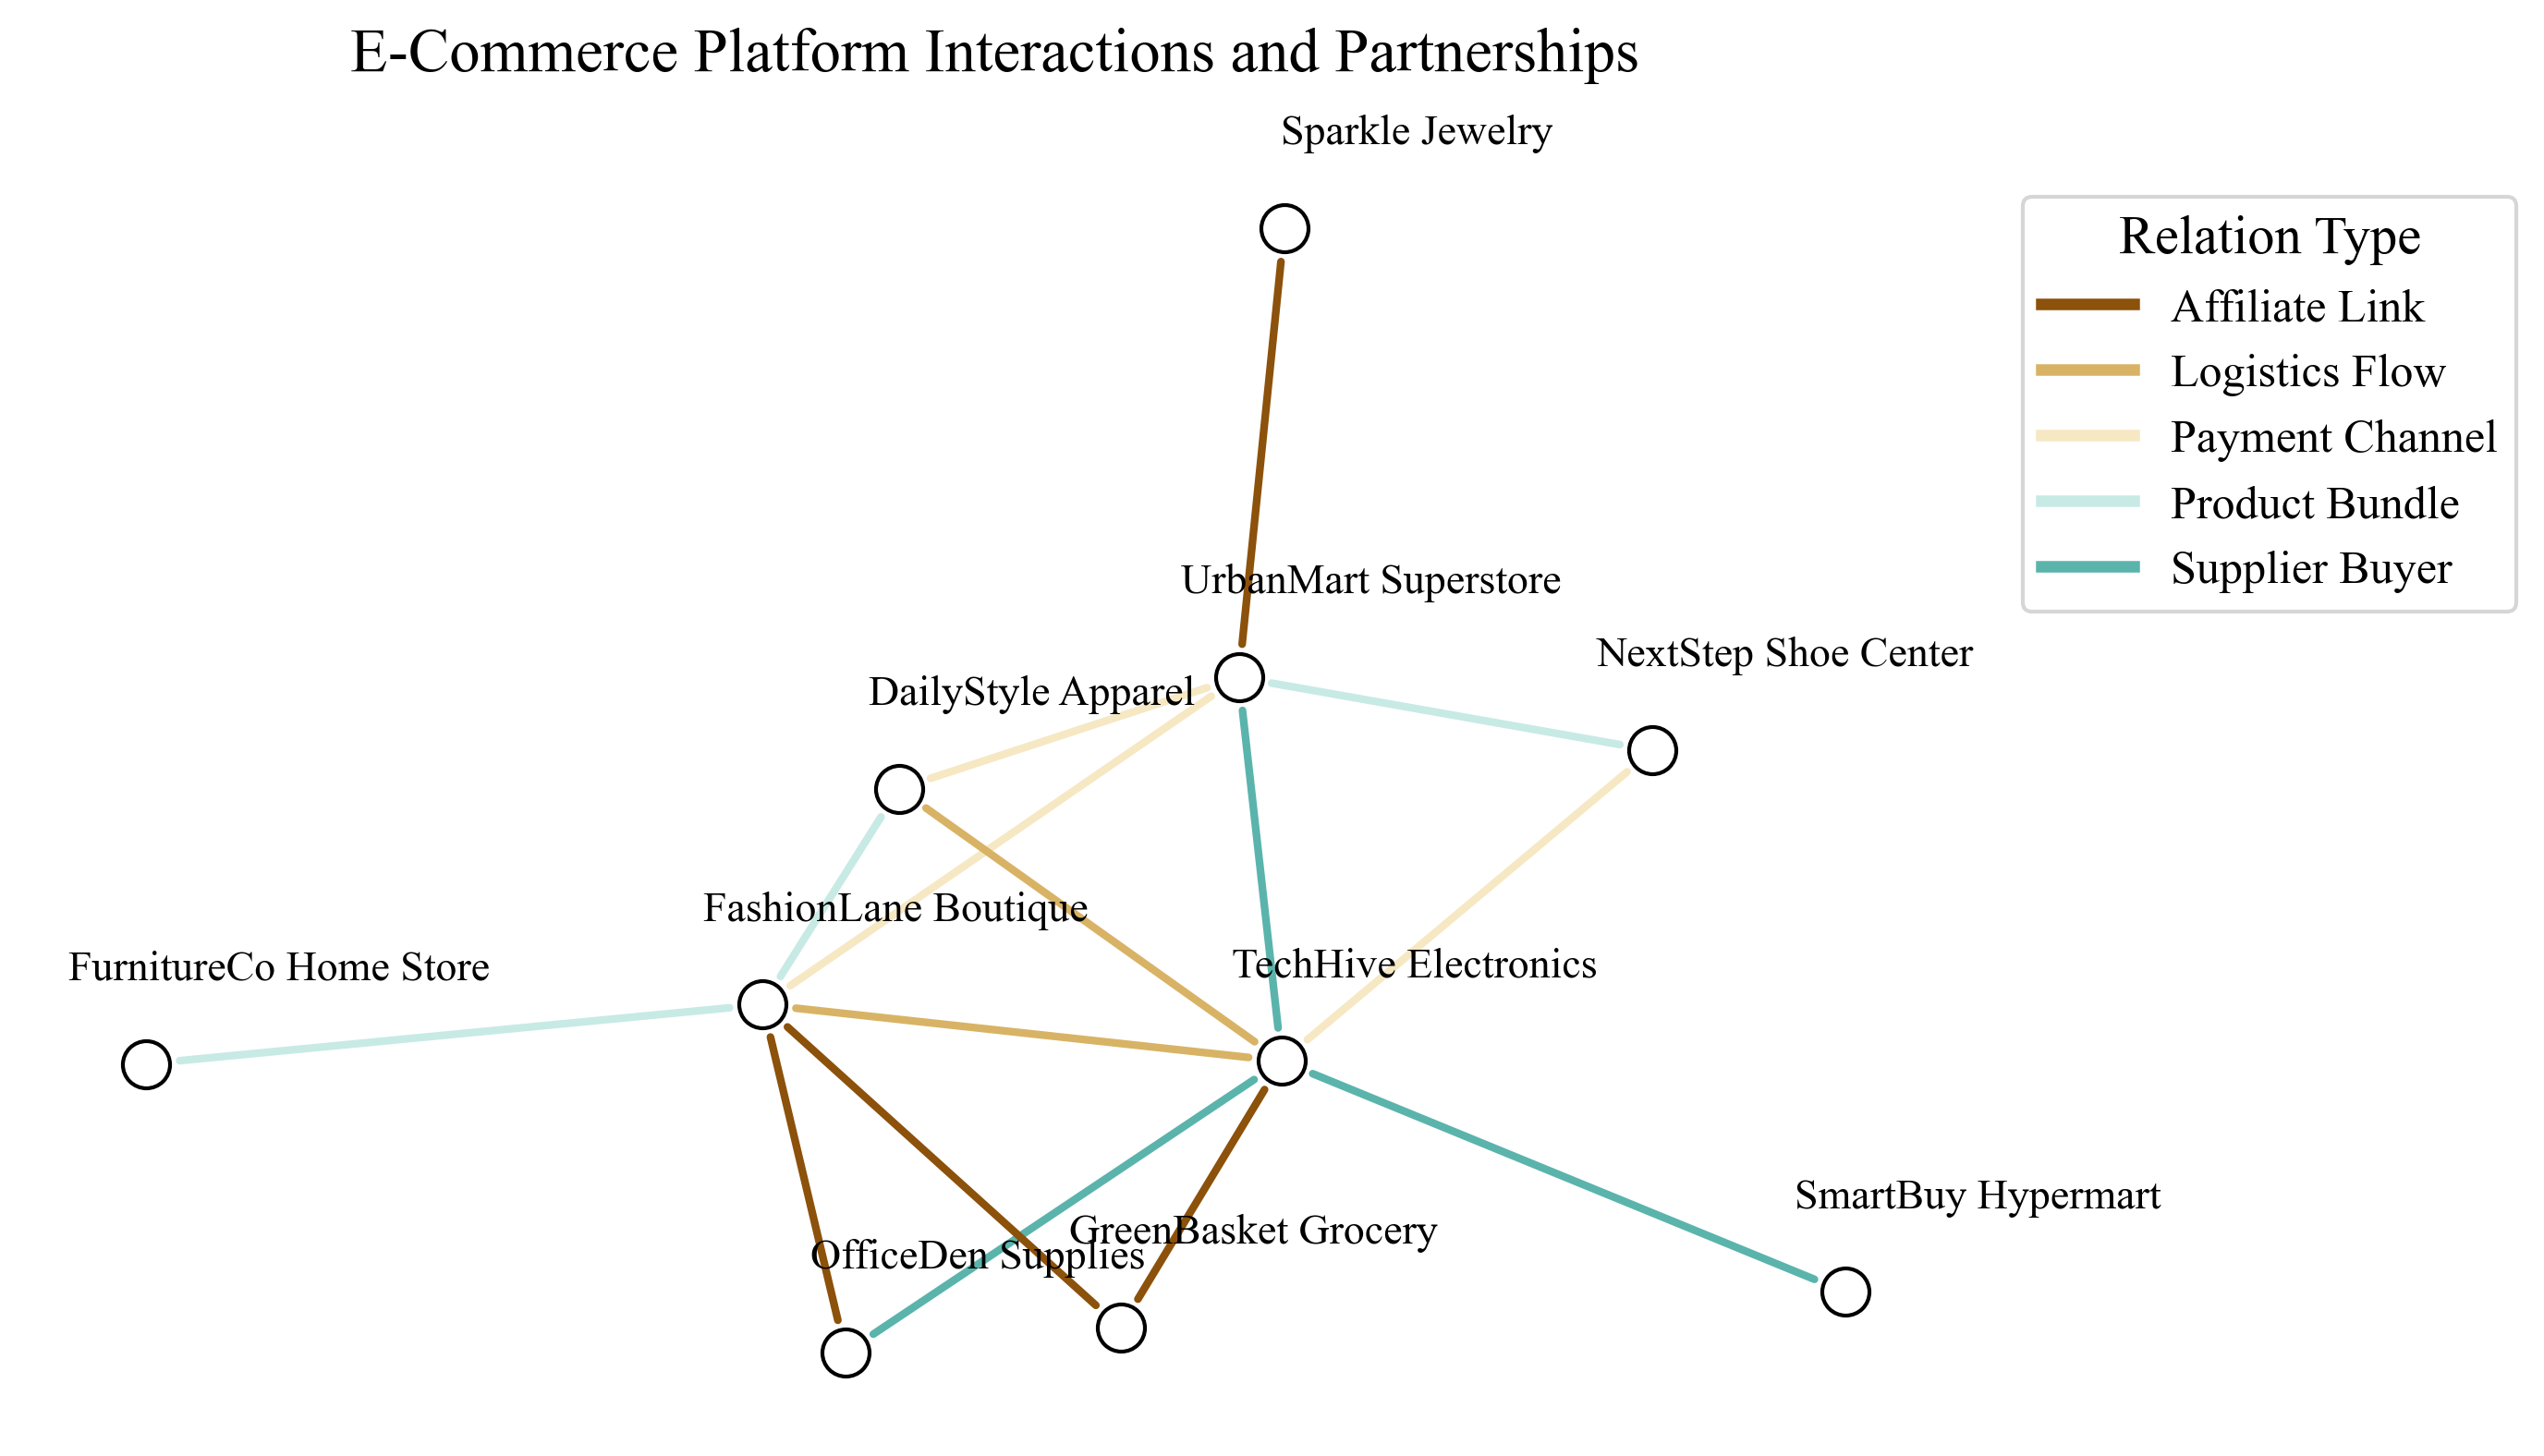 E-Commerce Platform Interactions and Partnerships
Sparkle Jewelry
Relation Type
Affiliate Link
Logistics Flow
Payment Channel
Product Bundle
Supplier Buyer
UrbanMart Superstore
NextStep Shoe Center
DailyStyle Apparel
FashionLane Boutique
FurnitureCo Home Store
TechHive Electronics
SmartBuy Hypermart
GreenBasket Grocery
OfficeDen Supplies